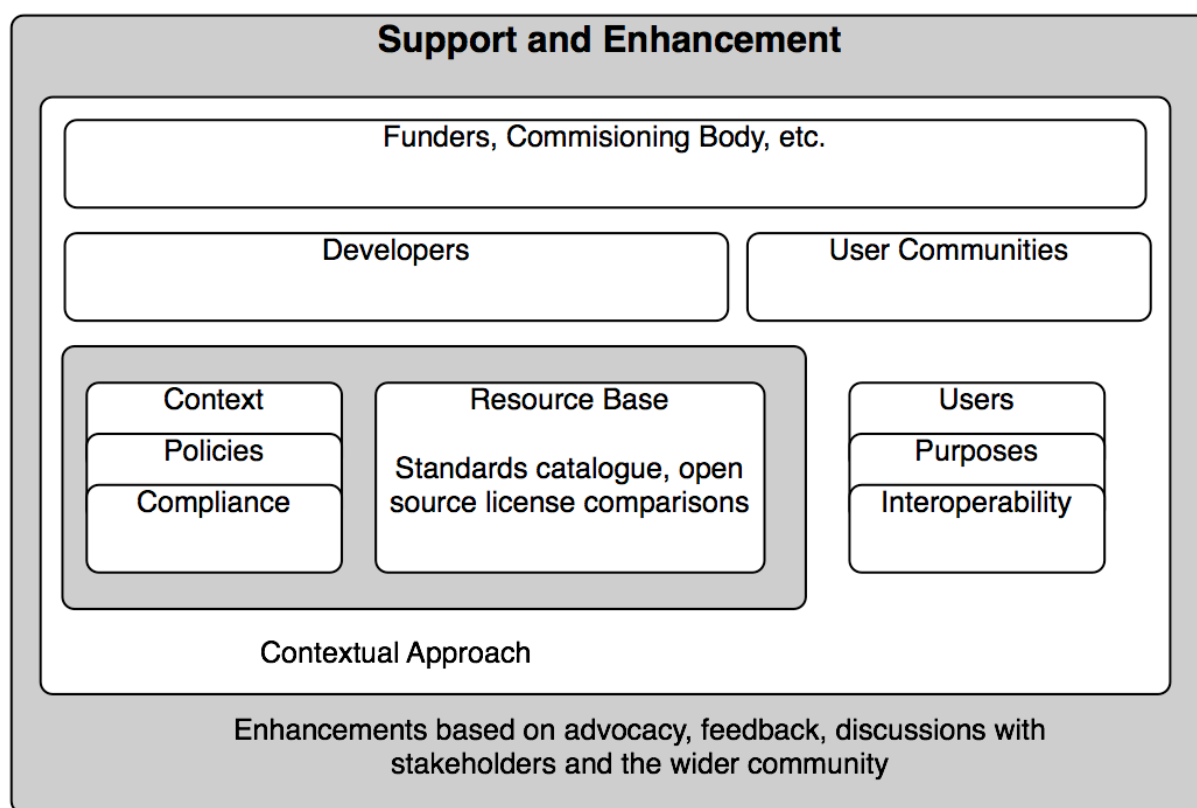 Support and Enhancement
Funders, Commisioning Body, etc.
Developers
User Communities
Context
Policies
Compliance
Resource Base
Standards catalogue, open
source license comparisons
Users
Purposes
Interoperability
Contextual Approach
Enhancements based on advocacy, feedback, discussions with
stakeholders and the wider community